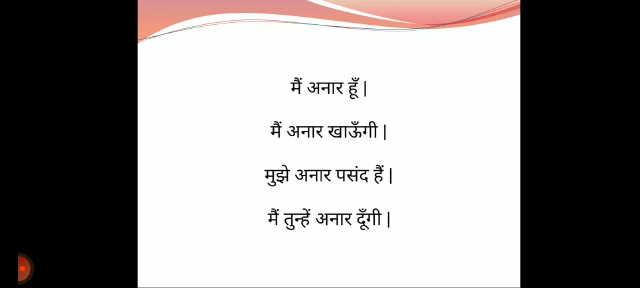 मैं अनार हूँ |
मैं अनार खाऊँगी |
मुझे अनार पसंद हैं |
मैं तुन्हें अनार दूँगी |